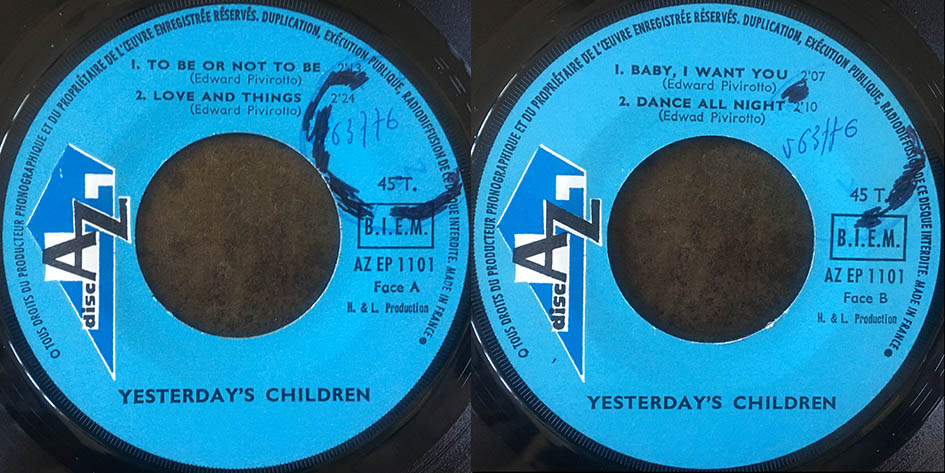 TOUS DROITS DU PRODUCTEUR PHONOGRAPHIQUE ET DU PROPRIÉTAIRE DE L'ŒUVRE ENREGISTRÉE RÉSERVÉS. DUPLICATION, EXÉCUTION PUBLIQUE, RADIODIFFUSION DE CE DISQUE INTERDITE. MADE IN FRANCE
1. TO BE OR NOT TO BE 2'13
(Edward Pivirotto)
2. LOVE AND THINGS 2'24
(Edward Pivirotto)
63776
45 T.
B.I.E.M.
AZ EP 1101
Face A
H. & L. Production
disc AZ
YESTERDAY'S CHILDREN
TOUS DROITS DU PRODUCTEUR PHONOGRAPHIQUE ET DU PROPRIÉTAIRE DE L'ŒUVRE ENREGISTRÉE RÉSERVÉS. DUPLICATION, EXÉCUTION PUBLIQUE, RADIODIFFUSION DE CE DISQUE INTERDITE. MADE IN FRANCE
1. BABY, I WANT YOU 2'07
(Edward Pivirotto)
2. DANCE ALL NIGHT 2'10
(Edwad Pivirotto)
45 T.
B.I.E.M.
AZ EP 1101
Face B
H. & L. Production
disc AZ
YESTERDAY'S CHILDREN